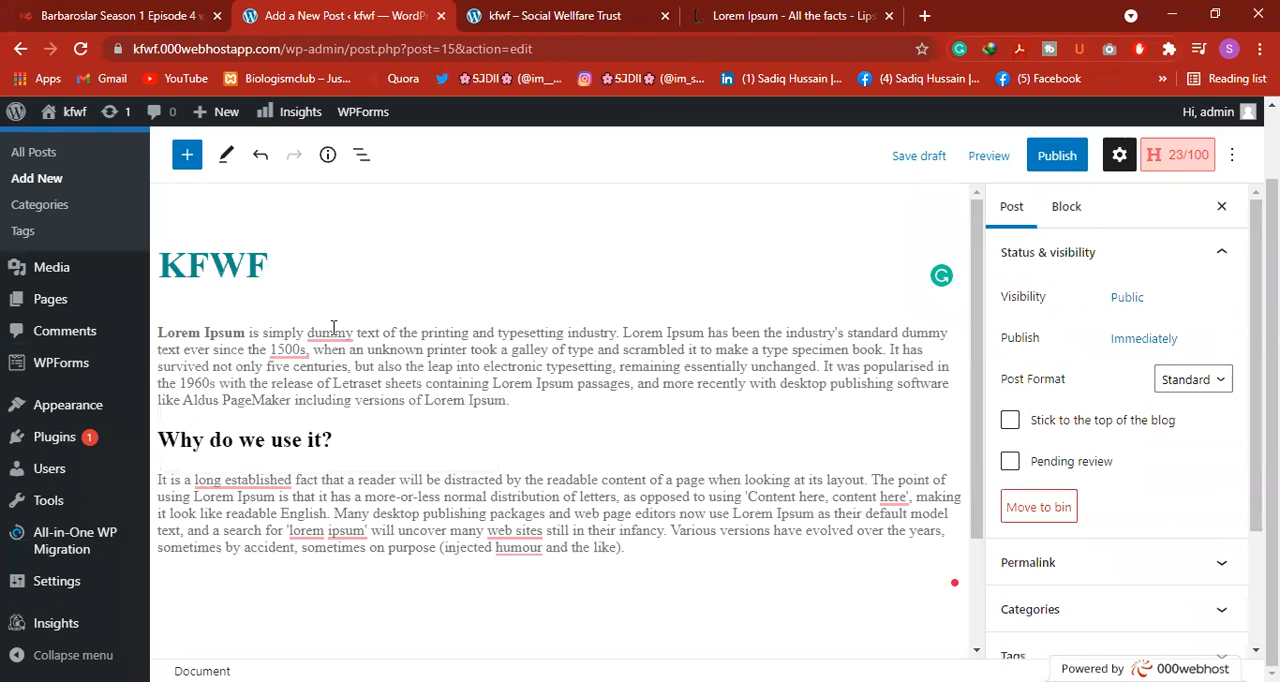 Barbaroslar Season 1 Episode 4 v
Add a New Post ‹ kfwf — WordPr
kfwf – Social Wellfare Trust
Lorem Ipsum - All the facts - Lips
kfwf.000webhostapp.com/wp-admin/post.php?post=15&action=edit
Apps
Gmail
YouTube
Biologismclub – Jus...
Quora
✿SJDII✿ (@im_...
✿SJDII✿ (@im_s...
(1) Sadiq Hussain |...
(4) Sadiq Hussain |...
(5) Facebook
»
Reading list
kfwf
1
0
New
Insights
WPForms
Hi, admin
All Posts
Add New
Categories
Tags
Media
Pages
Comments
WPForms
Appearance
Plugins 1
Users
Tools
All-in-One WP
Migration
Settings
Insights
Collapse menu
Save draft
Preview
Publish
H 23/100
KFWF
Lorem Ipsum is simply dummy text of the printing and typesetting industry. Lorem Ipsum has been the industry's standard dummy
text ever since the 1500s, when an unknown printer took a galley of type and scrambled it to make a type specimen book. It has
survived not only five centuries, but also the leap into electronic typesetting, remaining essentially unchanged. It was popularised in
the 1960s with the release of Letraset sheets containing Lorem Ipsum passages, and more recently with desktop publishing software
like Aldus PageMaker including versions of Lorem Ipsum.
Why do we use it?
It is a long established fact that a reader will be distracted by the readable content of a page when looking at its layout. The point of
using Lorem Ipsum is that it has a more-or-less normal distribution of letters, as opposed to using 'Content here, content here', making
it look like readable English. Many desktop publishing packages and web page editors now use Lorem Ipsum as their default model
text, and a search for 'lorem ipsum' will uncover many web sites still in their infancy. Various versions have evolved over the years,
sometimes by accident, sometimes on purpose (injected humour and the like).
Document
Post
Block
Status & visibility
Visibility
Public
Publish
Immediately
Post Format
Standard
Stick to the top of the blog
Pending review
Move to bin
Permalink
Categories
Tags
Powered by 000webhost